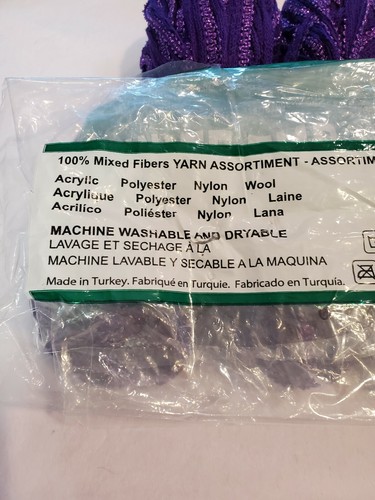 100% Mixed Fibers YARN ASSORTMENT - ASSORTIM
Acrylic Polyester Nylon Wool
Acrylique Polyester Nylon Laine
Acrilico Poliéster Nylon Lana
MACHINE WASHABLE AND DRYABLE
LAVAGE ET SECHAGE À LA
MACHINE LAVABLE Y SECABLE A LA MAQUINA
Made in Turkey. Fabriqué en Turquie. Fabricado en Turquia.